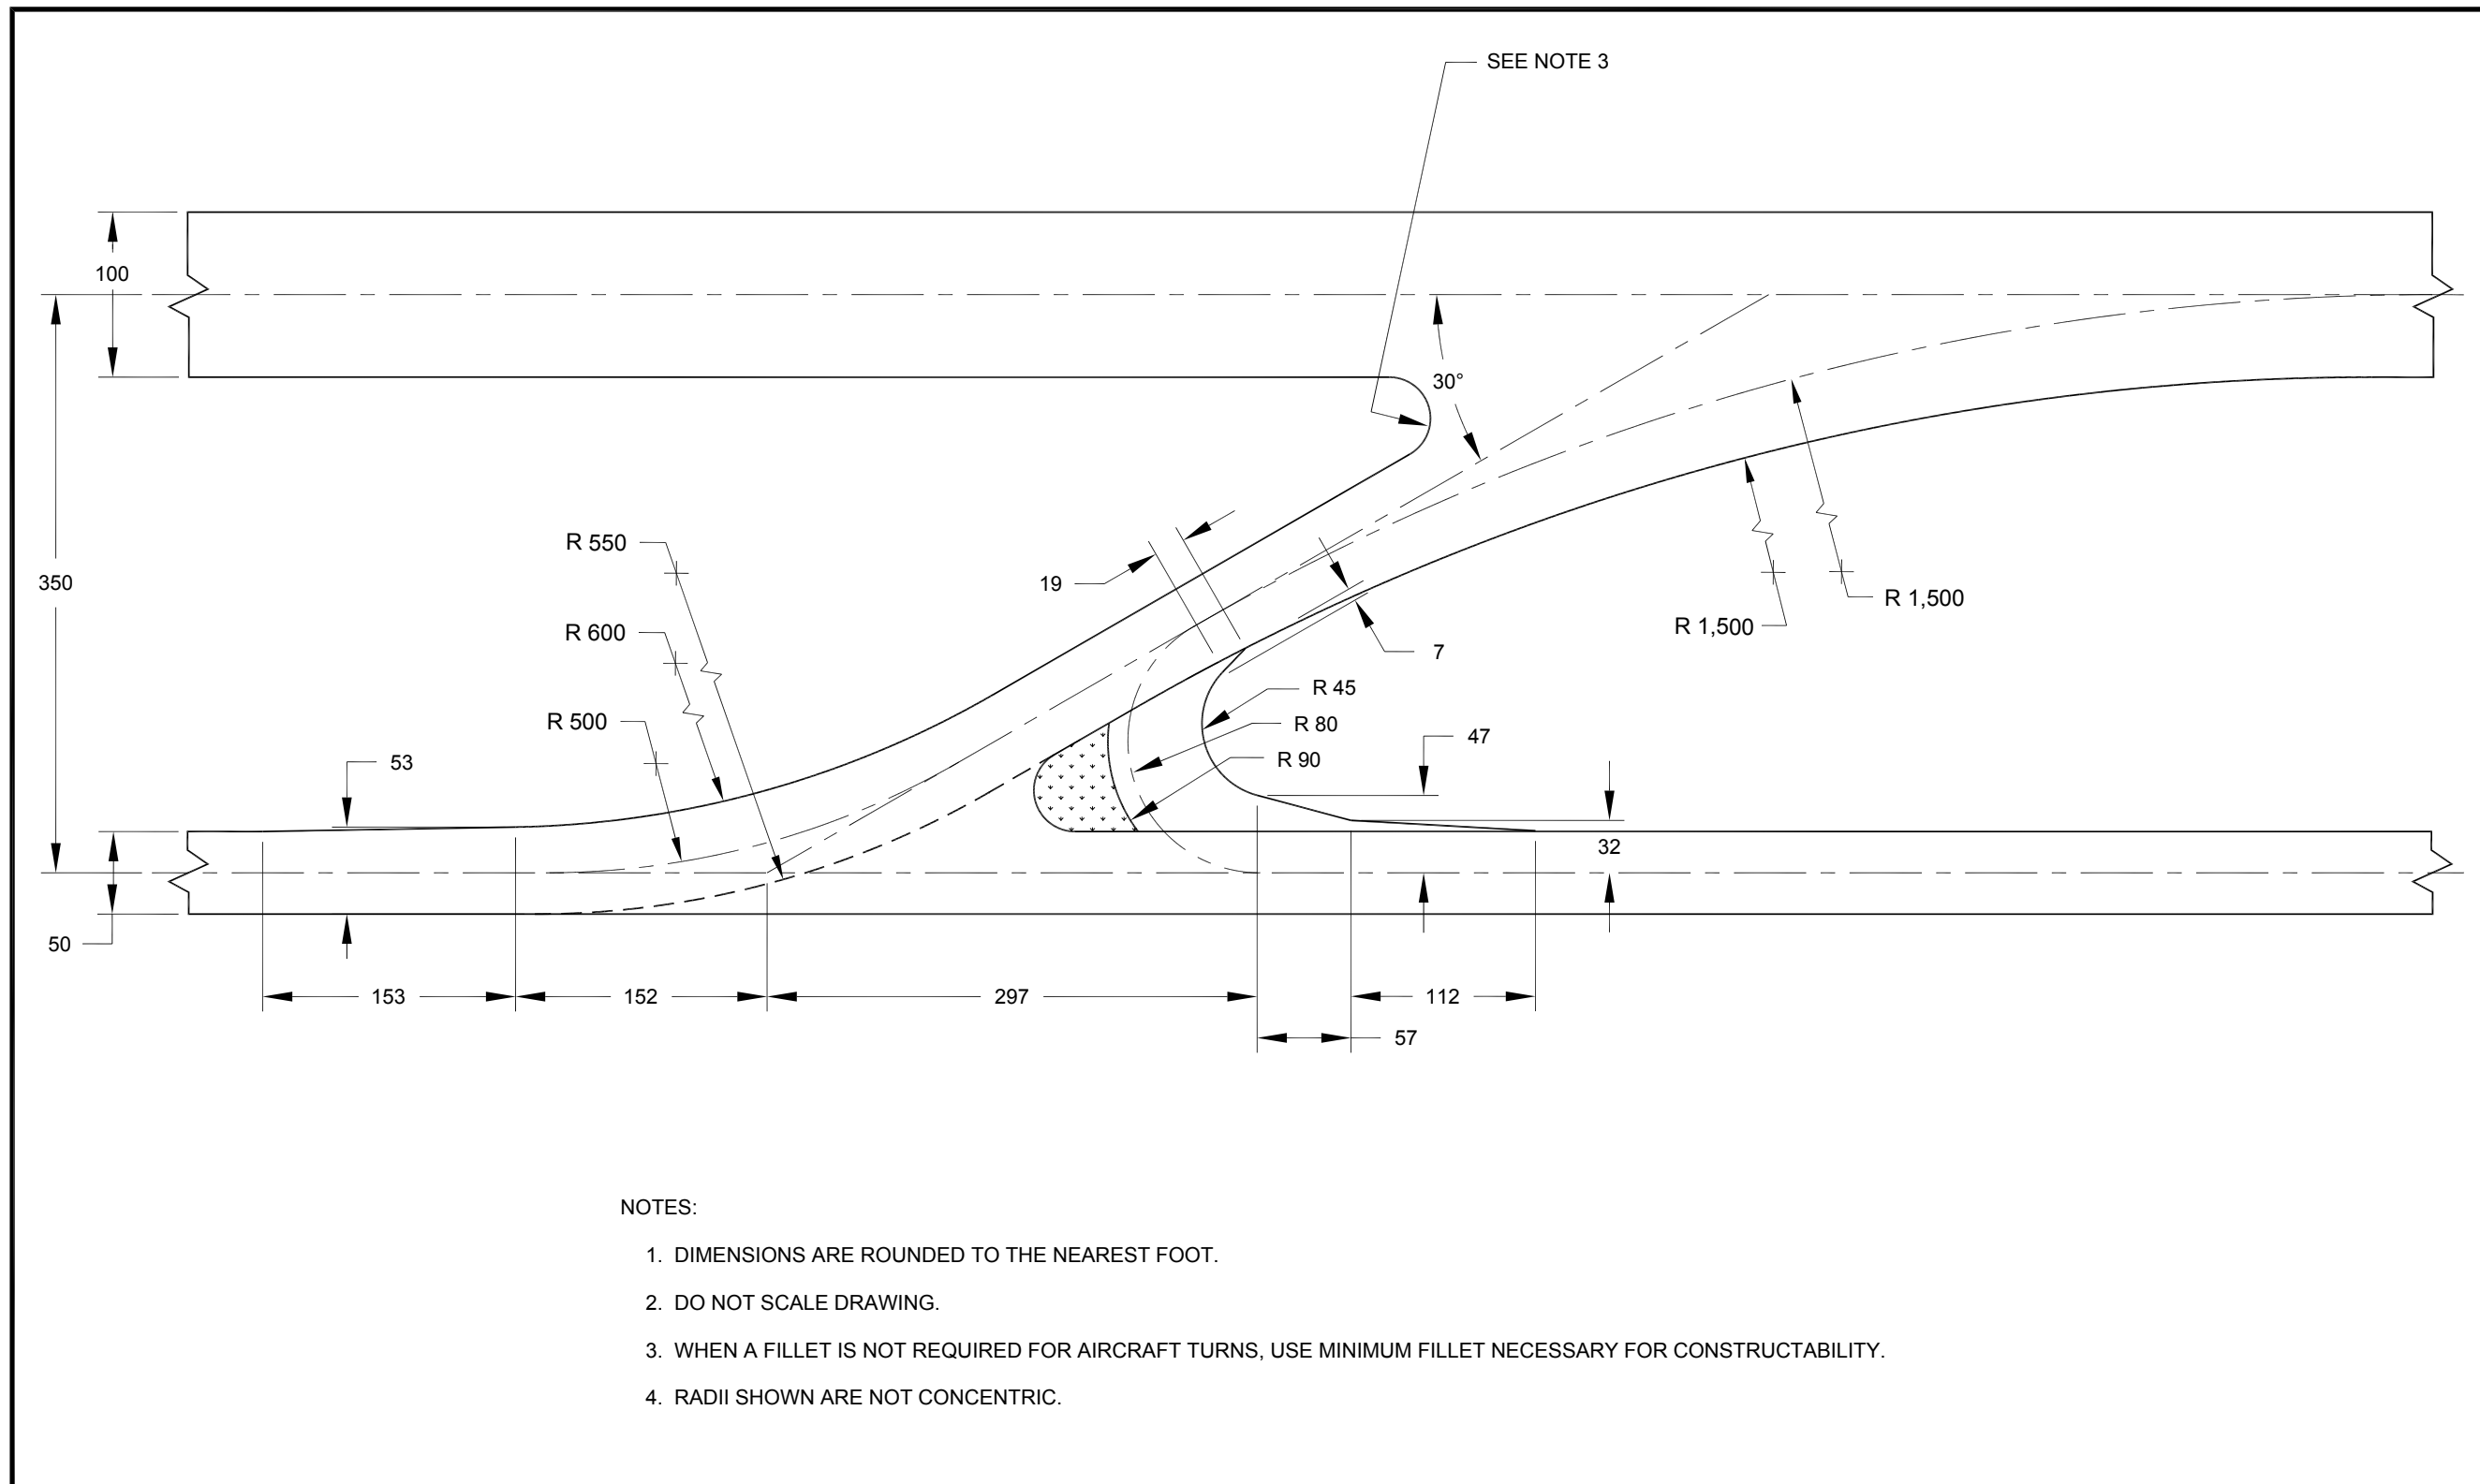 SEE NOTE 3
100
30°
R 550
19
350
R 1,500
R 600
R 1,500
7
R 45
R 500
R 80
47
R 90
53
32
50
153
152
297
112
57
NOTES:
1. DIMENSIONS ARE ROUNDED TO THE NEAREST FOOT.
2. DO NOT SCALE DRAWING.
3. WHEN A FILLET IS NOT REQUIRED FOR AIRCRAFT TURNS, USE MINIMUM FILLET NECESSARY FOR CONSTRUCTABILITY.
4. RADII SHOWN ARE NOT CONCENTRIC.